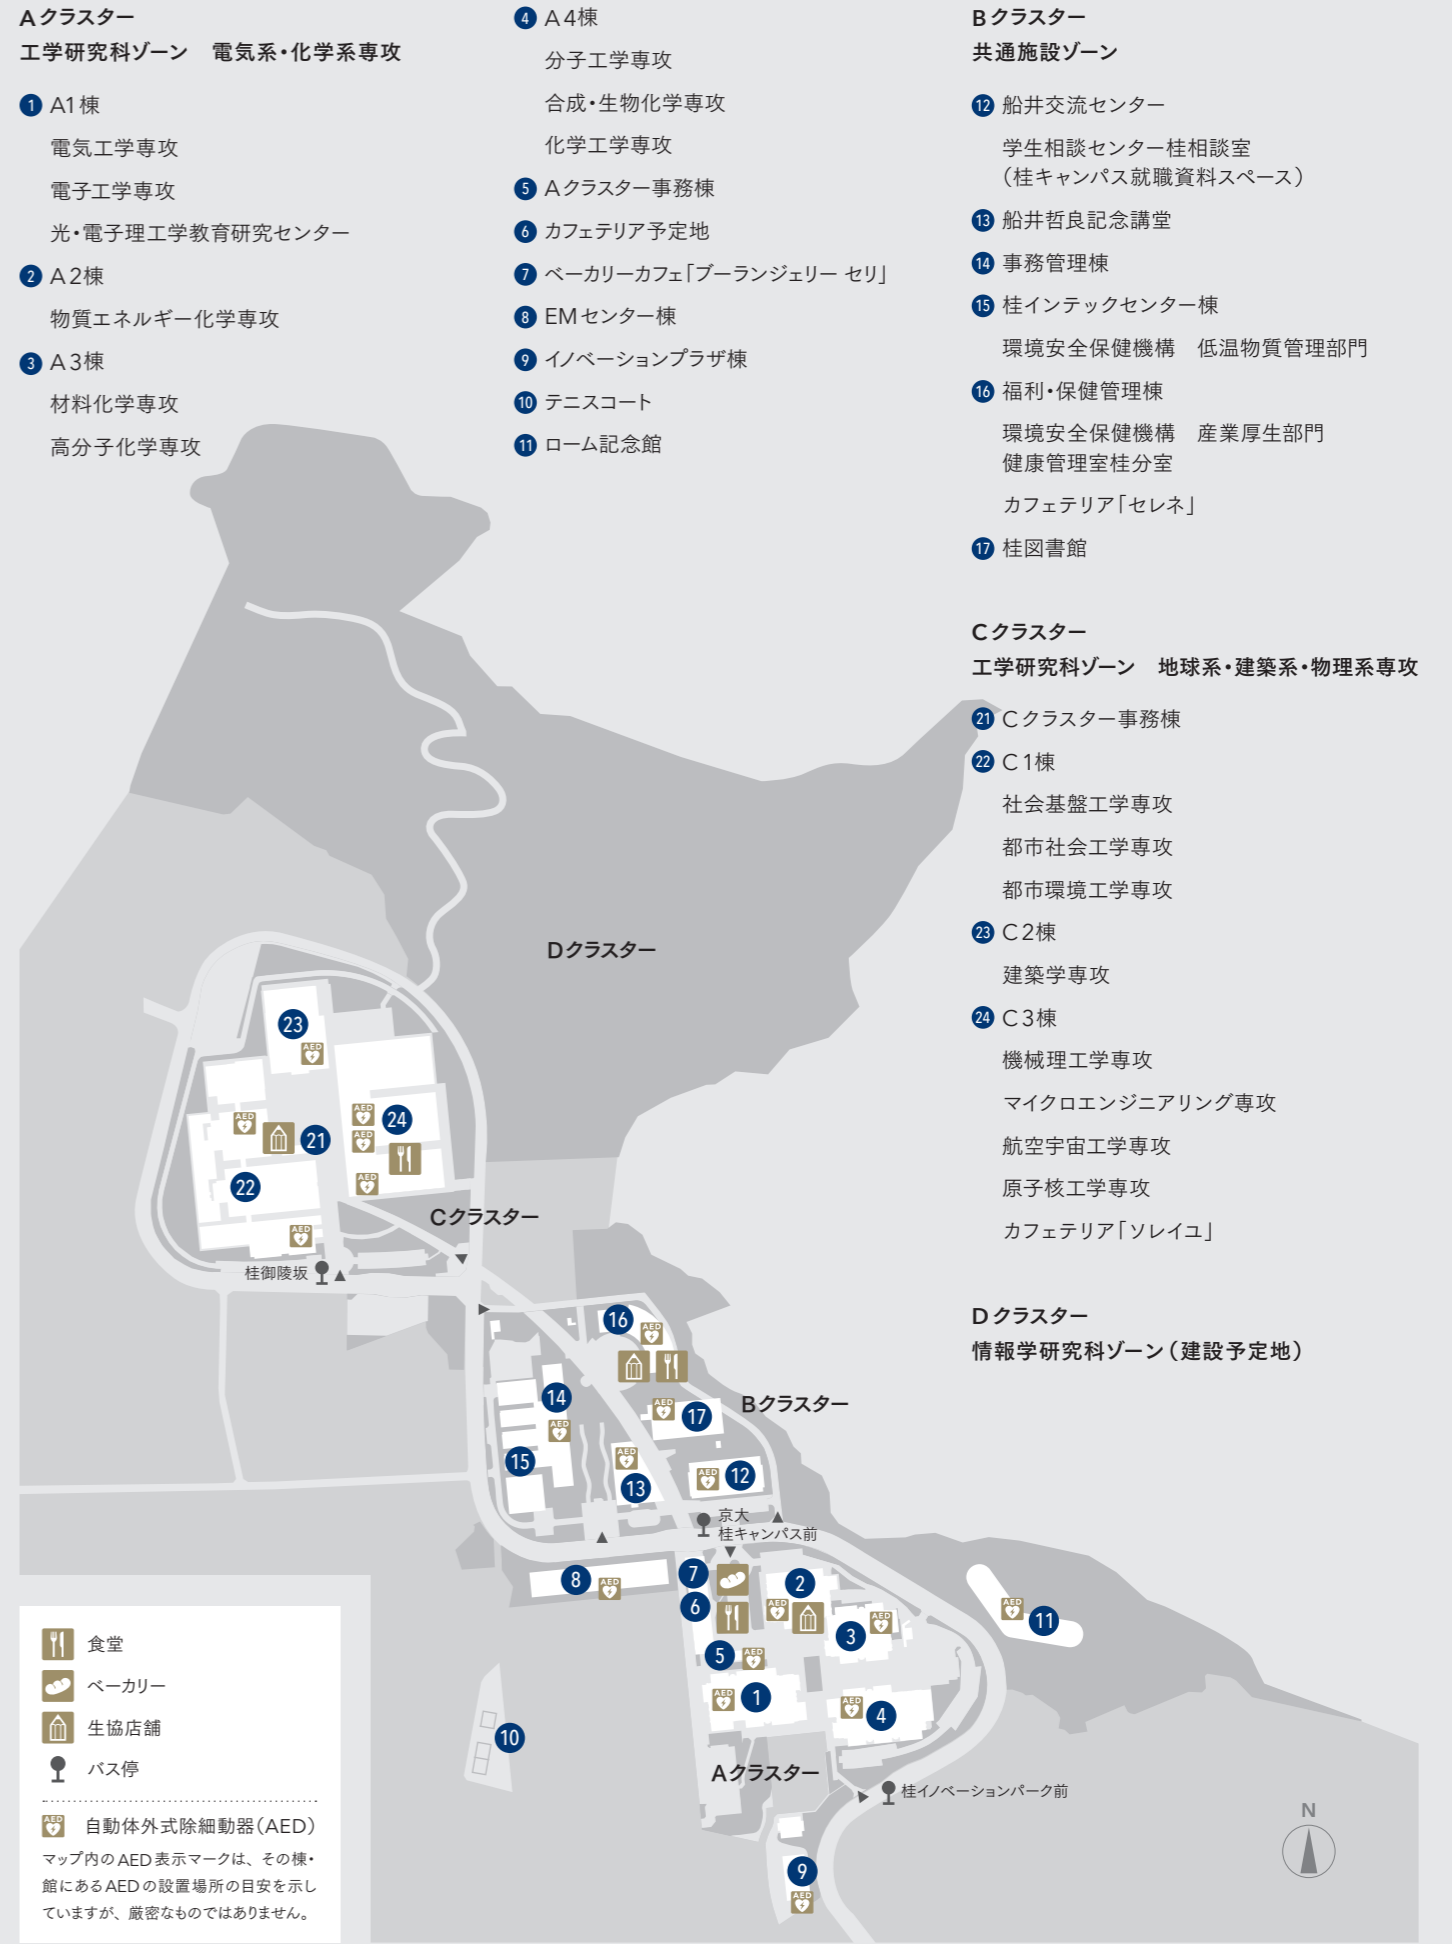 Aクラスター
工学研究科ゾーン　電気系・化学系専攻
1 A1棟
電気工学専攻
電子工学専攻
光・電子理工学教育研究センター
2 A2棟
物質エネルギー化学専攻
3 A3棟
材料化学専攻
高分子化学専攻
4 A4棟
分子工学専攻
合成・生物化学専攻
化学工学専攻
5 Aクラスター事務棟
6 カフェテリア予定地
7 ベーカリーカフェ「ブーランジェリー セリ」
8 EMセンター棟
9 イノベーションプラザ棟
10 テニスコート
11 ローム記念館
Bクラスター
共通施設ゾーン
12 船井交流センター
学生相談センター桂相談室
（桂キャンパス就職資料スペース）
13 船井哲良記念講堂
14 事務管理棟
15 桂インテックセンター棟
環境安全保健機構　低温物質管理部門
16 福利・保健管理棟
環境安全保健機構　産業厚生部門
健康管理室桂分室
カフェテリア「セレネ」
17 桂図書館
Cクラスター
工学研究科ゾーン　地球系・建築系・物理系専攻
21 Cクラスター事務棟
22 C1棟
社会基盤工学専攻
都市社会工学専攻
都市環境工学専攻
23 C2棟
建築学専攻
24 C3棟
機械理工学専攻
マイクロエンジニアリング専攻
航空宇宙工学専攻
原子核工学専攻
カフェテリア「ソレイユ」
Dクラスター
情報学研究科ゾーン（建設予定地）
Dクラスター
23
AED
AED
24
AED
21
AED
22
AED
Cクラスター
AED
桂御陵坂
16
AED
14
AED
17
Bクラスター
AED
15
AED
13
AED
12
京大
桂キャンパス前
8
AED
7
6
2
AED
3
AED
AED
11
5
AED
AED
1
AED
4
10
Aクラスター
桂イノベーションパーク前
9
AED
N
食堂
ベーカリー
生協店舗
バス停
AED 自動体外式除細動器（AED）
マップ内のAED表示マークは、その棟・
館にあるAEDの設置場所の目安を示し
ていますが、厳密なものではありません。